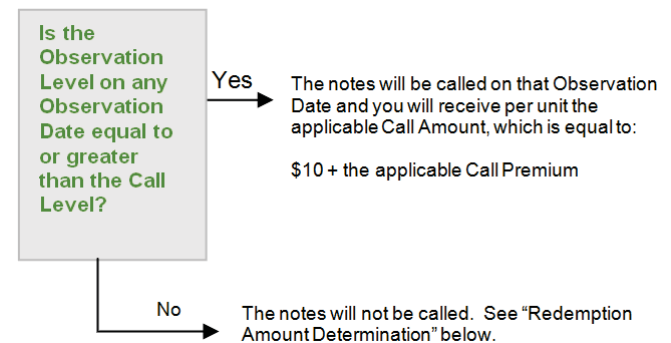 Is the
Observation
Level on any
Observation
Date equal to
or greater
than the Call
Level?
Yes
The notes will be called on that Observation
Date and you will receive per unit the
applicable Call Amount, which is equal to:
$10 + the applicable Call Premium
No
The notes will not be called.  See “Redemption
Amount Determination” below.